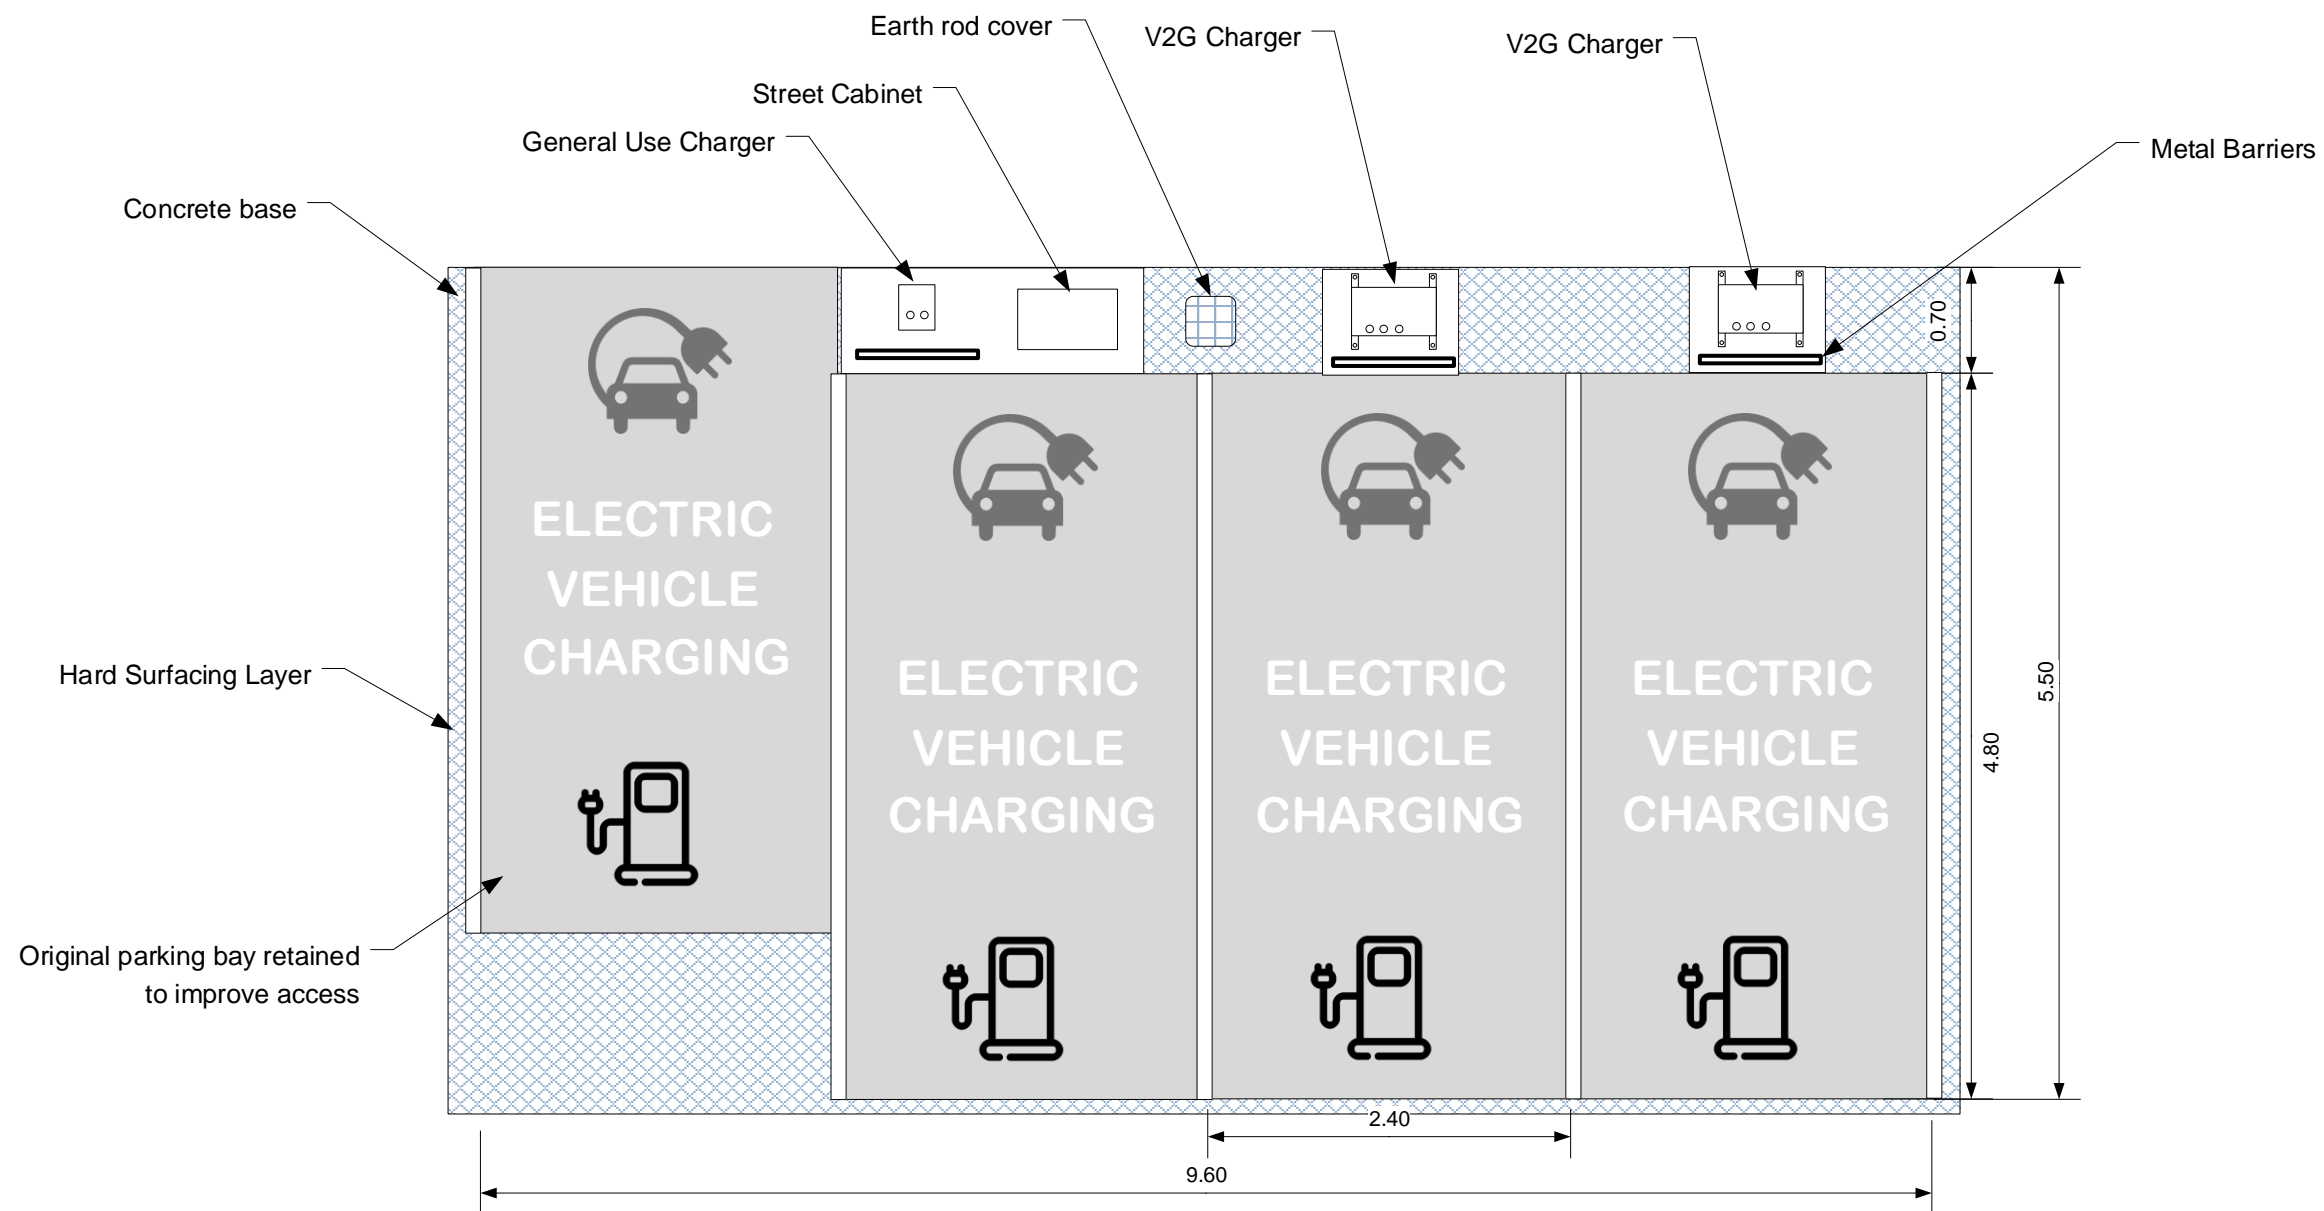 Earth rod cover
V2G Charger
V2G Charger
Street Cabinet
General Use Charger
Metal Barriers
Concrete base
0.70
ELECTRIC
VEHICLE
CHARGING
Hard Surfacing Layer
ELECTRIC
VEHICLE
CHARGING
ELECTRIC
VEHICLE
CHARGING
ELECTRIC
VEHICLE
CHARGING
5.50
4.80
Original parking bay retained
to improve access
2.40
9.60